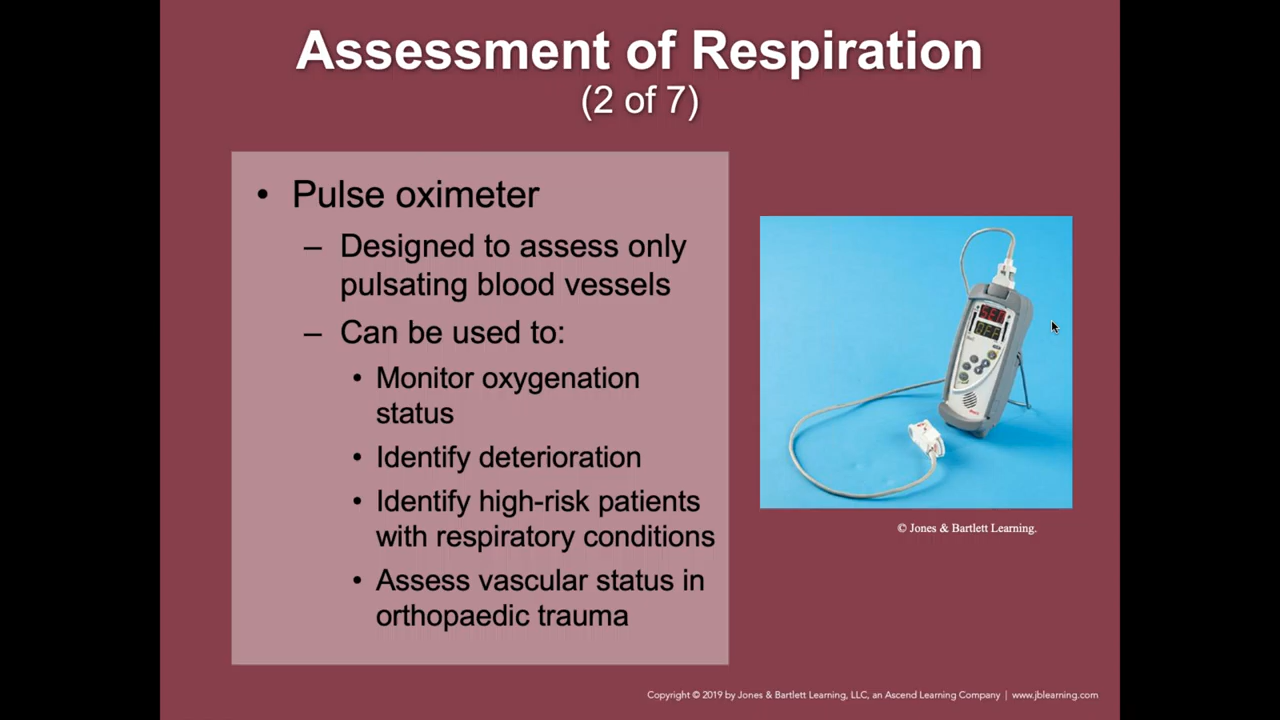 Assessment of Respiration
(2 of 7)
• Pulse oximeter
– Designed to assess only
pulsating blood vessels
– Can be used to:
• Monitor oxygenation
status
• Identify deterioration
• Identify high-risk patients
with respiratory conditions
• Assess vascular status in
orthopaedic trauma
© Jones & Bartlett Learning.
Copyright © 2019 by Jones & Bartlett Learning, LLC, an Ascend Learning Company | www.jblearning.com